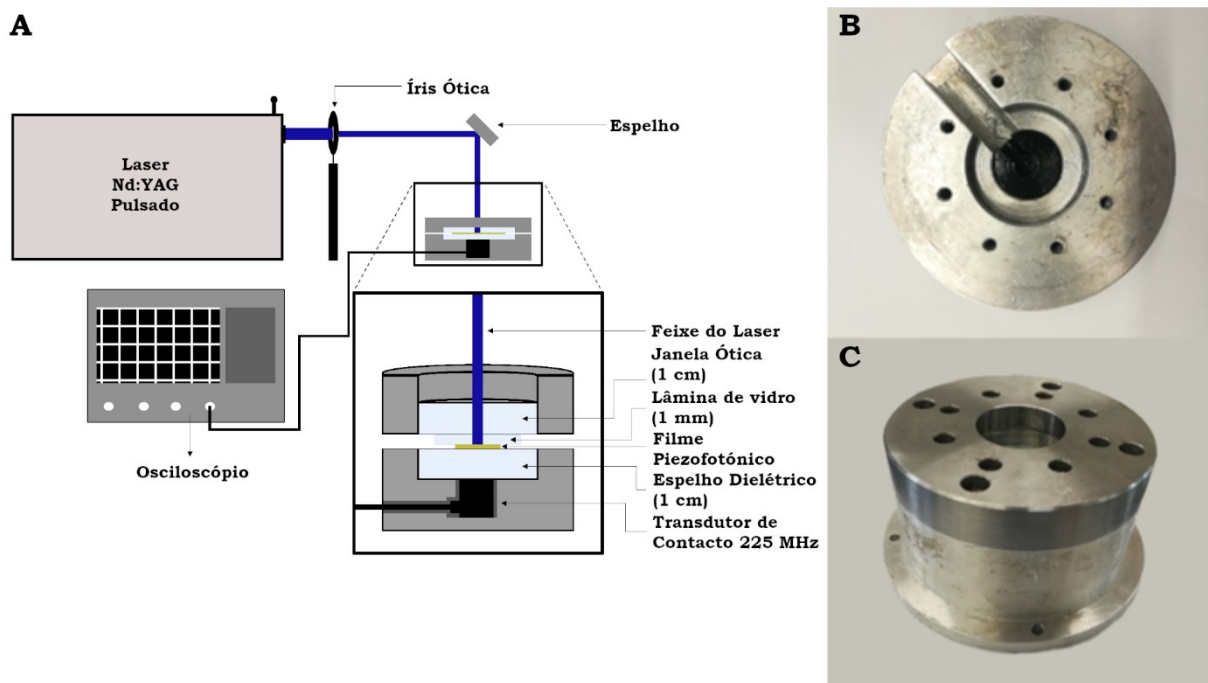 A
Íris Ótica
Espelho
Laser
Nd:YAG
Pulsado
Feixe do Laser
Janela Ótica
(1 cm)
Lâmina de vidro
(1 mm)
Filme
Piezofotónico
Espelho Dielétrico
(1 cm)
Transdutor de
Contacto 225 MHz
Osciloscópio
B
C